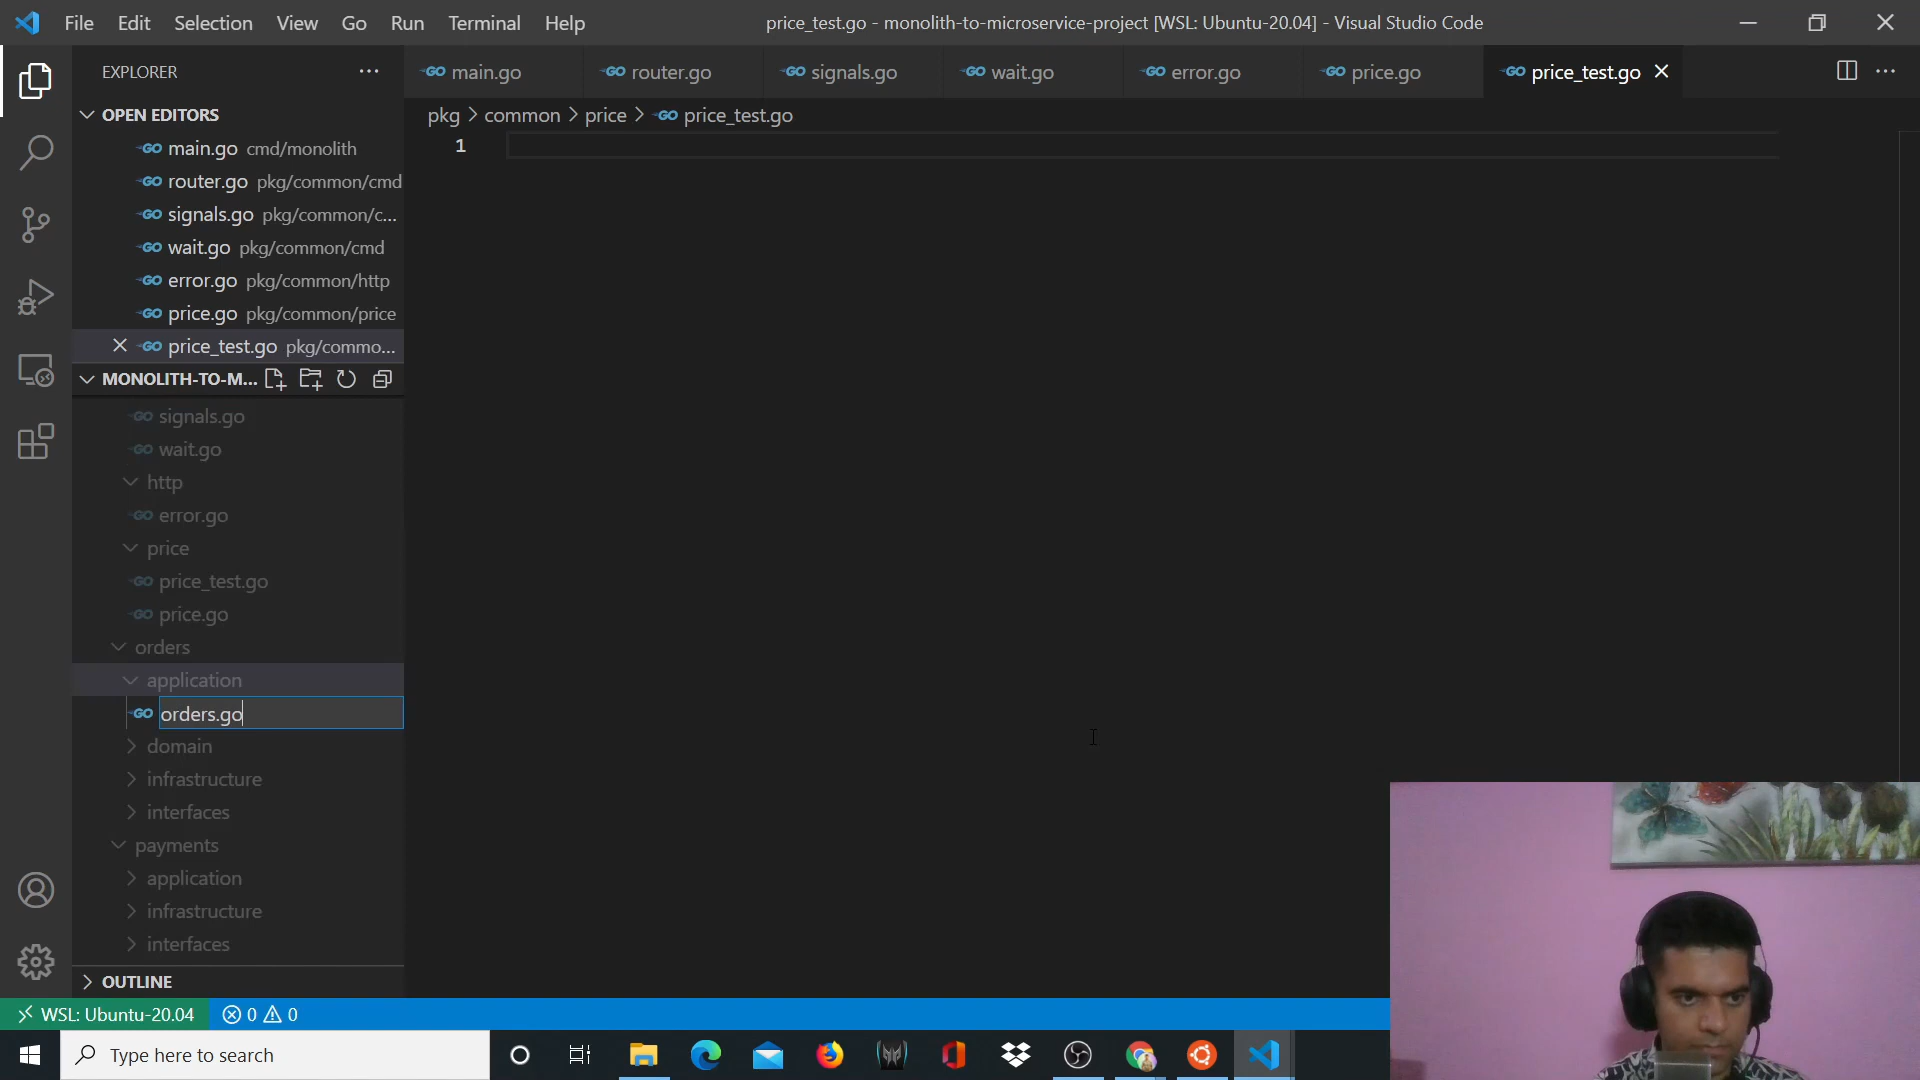 File Edit Selection View Go Run Terminal Help price_test.go - monolith-to-microservice-project [WSL: Ubuntu-20.04] - Visual Studio Code
EXPLORER
main.go router.go signals.go wait.go error.go price.go price_test.go
OPEN EDITORS
main.go cmd/monolith
router.go pkg/common/cmd
signals.go pkg/common/c...
wait.go pkg/common/cmd
error.go pkg/common/http
price.go pkg/common/price
price_test.go pkg/commo...
MONOLITH-TO-M...
signals.go
wait.go
http
error.go
price
price_test.go
price.go
orders
application
orders.go
domain
infrastructure
interfaces
payments
application
infrastructure
interfaces
OUTLINE
pkg > common > price > price_test.go
1
WSL: Ubuntu-20.04 0 0
Type here to search